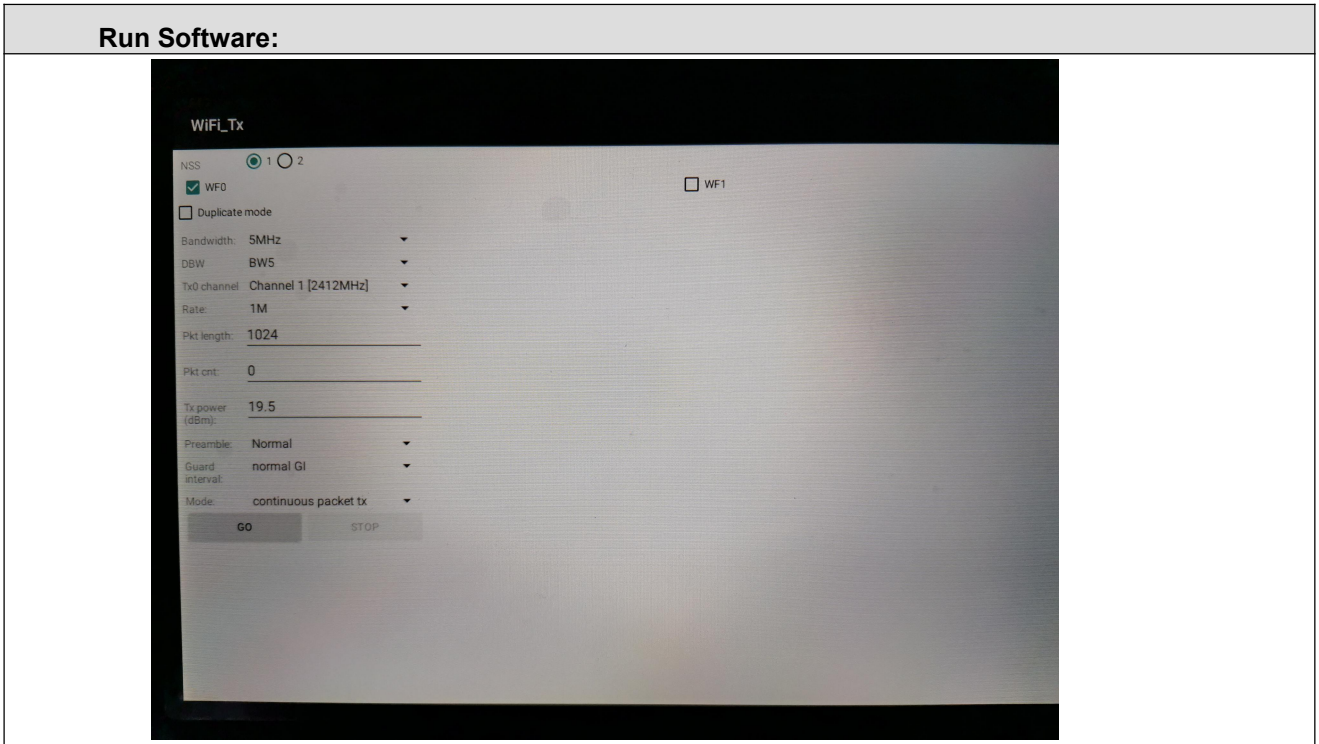 Run Software:
WiFi_Tx
NSS 1 2
WF0 WF1
Duplicate mode
Bandwidth: 5MHz
DBW BW5
Tx0 channel Channel 1 [2412MHz]
Rate: 1M
Pkt length: 1024
Pkt cnt: 0
Tx power 19.5
(dBm):
Preamble: Normal
Guard normal GI
interval:
Mode: continuous packet tx
GO STOP